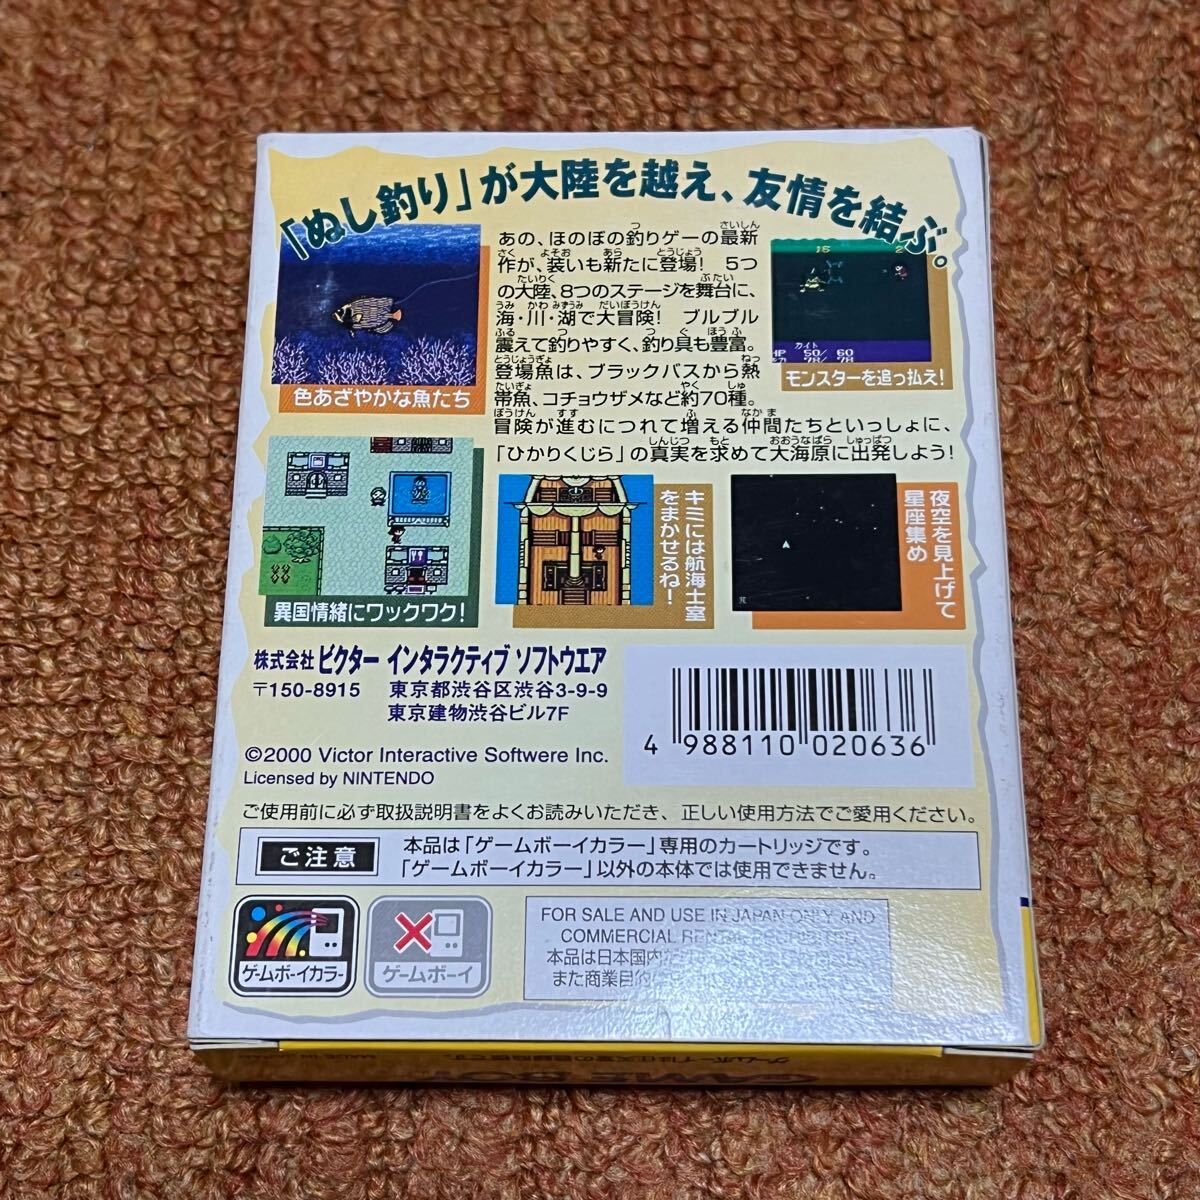 「ぬし釣り」が大陸を越え、友情を結ぶ。
あの、ほのぼの釣りゲーの最新
作が、装いも新たに登場! 5つ
の大陸、8つのステージを舞台に、
海・川・湖で大冒険! ブルブル
震えて釣りやすく、釣り具も豊富。
登場魚は、ブラックバスから熱
帯魚、コチョウザメなど約70種。
冒険が進むにつれて増える仲間たちといっしょに、
「ひかりくじら」の真実を求めて大海原に出発しよう!
色あざやかな魚たち
カイト
HP 50/ 60
78/ 78
モンスターを追っ払え!
異国情緒にワックワク!
キミには航海士室
をまかせるね!
夜空を見上げて
星座集め
株式会社 ビクター インタラクティブ ソフトウエア
〒150-8915 東京都渋谷区渋谷3-9-9
東京建物渋谷ビル7F
©2000 Victor Interactive Softwere Inc.
Licensed by NINTENDO
4 988110 020636
ご使用前に必ず取扱説明書をよくお読みいただき、正しい使用方法でご愛用ください。
ご注意
本品は「ゲームボーイカラー」専用のカートリッジです。
「ゲームボーイカラー」以外の本体では使用できません。
ゲームボーイカラー
ゲームボーイ
FOR SALE AND USE IN JAPAN ONLY AND
COMMERCIAL
本品は日本国内
また商業目的
GAME BOY